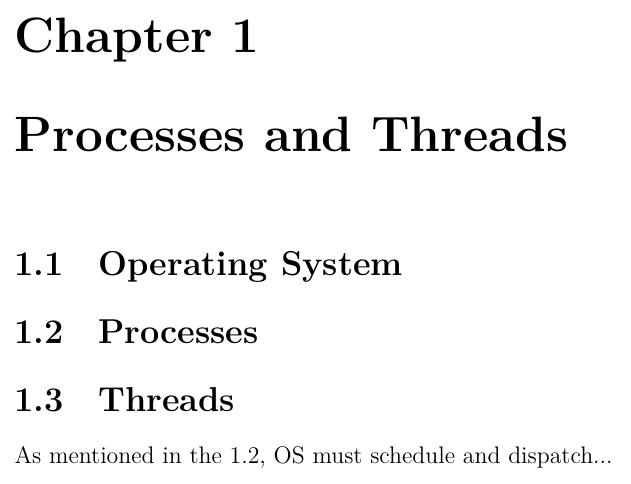 Chapter 1
Processes and Threads
1.1 Operating System
1.2 Processes
1.3 Threads
As mentioned in the 1.2, OS must schedule and dispatch...